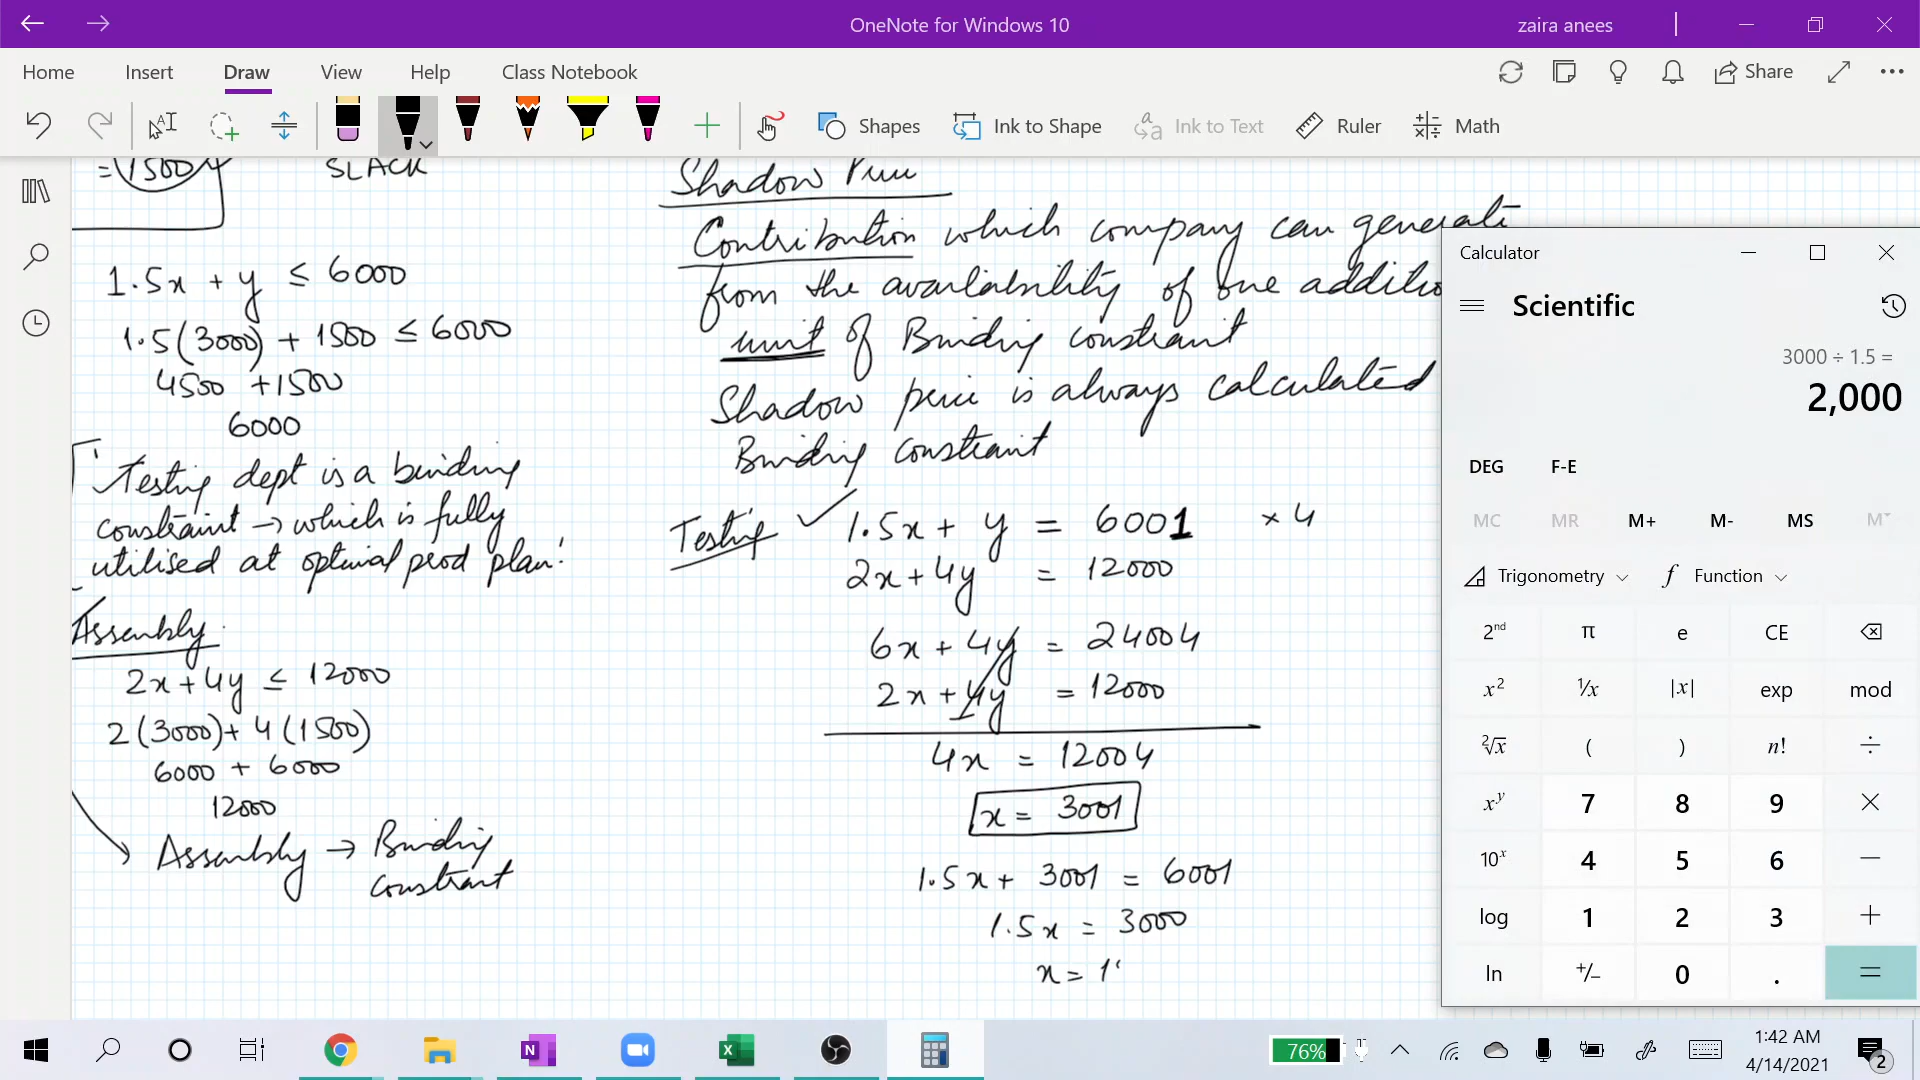 OneNote for Windows 10
zaira anees
Home Insert Draw View Help Class Notebook
Share
Shapes Ink to Shape Ink to Text Ruler Math
= 1500
SLACK
1.5x + y ≤ 6000
1.5(3000) + 1500 ≤ 6000
4500 + 1500
6000
Testing dept is a binding
constraint → which is fully
utilised at optimal prod plan!
Assembly
2x + 4y ≤ 12000
2(3000) + 4(1500)
6000 + 6000
12000
Assembly → Binding
constraint
Shadow Price
Contribution which company can generate
from the availability of one additio
unit of Binding constraint
Shadow price is always calculated
Binding constraint
Testing ✓ 1.5x + y = 6001 × 4
2x + 4y = 12000
6x + 4y = 24004
2x + 4y = 12000
4x = 12004
x = 3001
1.5x + 3001 = 6001
1.5x = 3000
x = 1
Calculator
Scientific
3000 ÷ 1.5 =
2,000
DEG F-E
MC MR M+ M- MS M˅
Trigonometry f Function
2ⁿᵈ π e CE
x² ¹/x |x| exp mod
²√x ( ) n! ÷
xʸ 7 8 9 ×
10ˣ 4 5 6 −
log 1 2 3 +
ln +/− 0 . =
76%
1:42 AM
4/14/2021
2